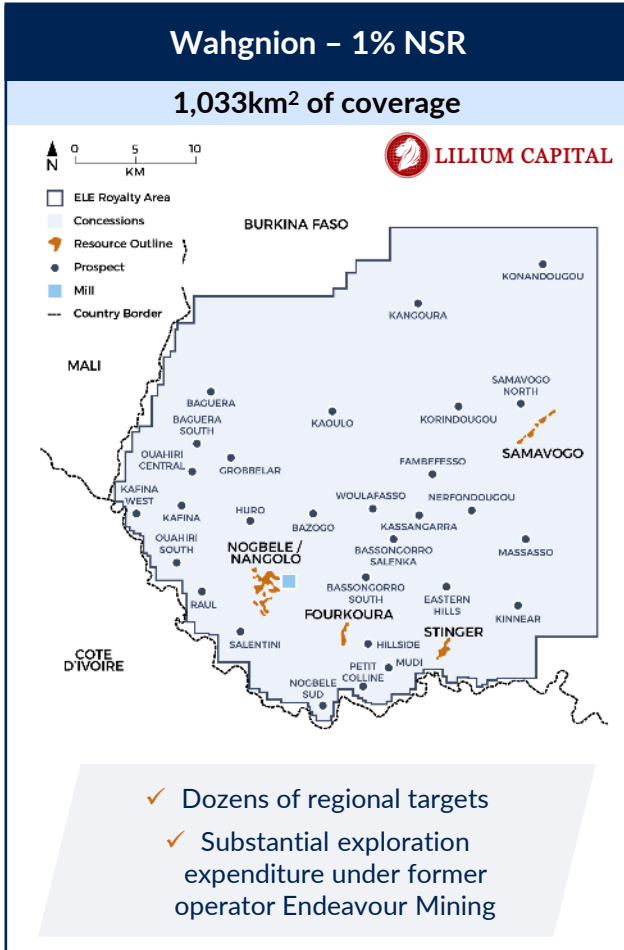 Wahgnion – 1% NSR
1,033km² of coverage
N
0 5 10
KM
LILIUM CAPITAL
ELE Royalty Area
Concessions
Resource Outline
Prospect
Mill
Country Border
BURKINA FASO
MALI
COTE
D'IVOIRE
KONANDOUGOU
KANGOURA
SAMAVOGO
NORTH
BAGUERA
KAOULO
KORINDOUGOU
BAGUERA
SOUTH
SAMAVOGO
OUAHIRI
CENTRAL
GROBBELAR
FAMBEFESSO
KAFINA
WEST
KAFINA
HURO
BAZOGO
WOULAFASSO
KASSANGARRA
NERFONDOUGOU
OUAHIRI
SOUTH
NOGBELE /
NANGOLO
BASSONGORRO
SALENKA
MASSASSO
RAUL
BASSONGORRO
SOUTH
EASTERN
HILLS
KINNEAR
FOURKOURA
STINGER
SALENTINI
HILLSIDE
PETIT
COLLINE
MUDI
NOGBELE
SUD
✓ Dozens of regional targets
✓ Substantial exploration
expenditure under former
operator Endeavour Mining